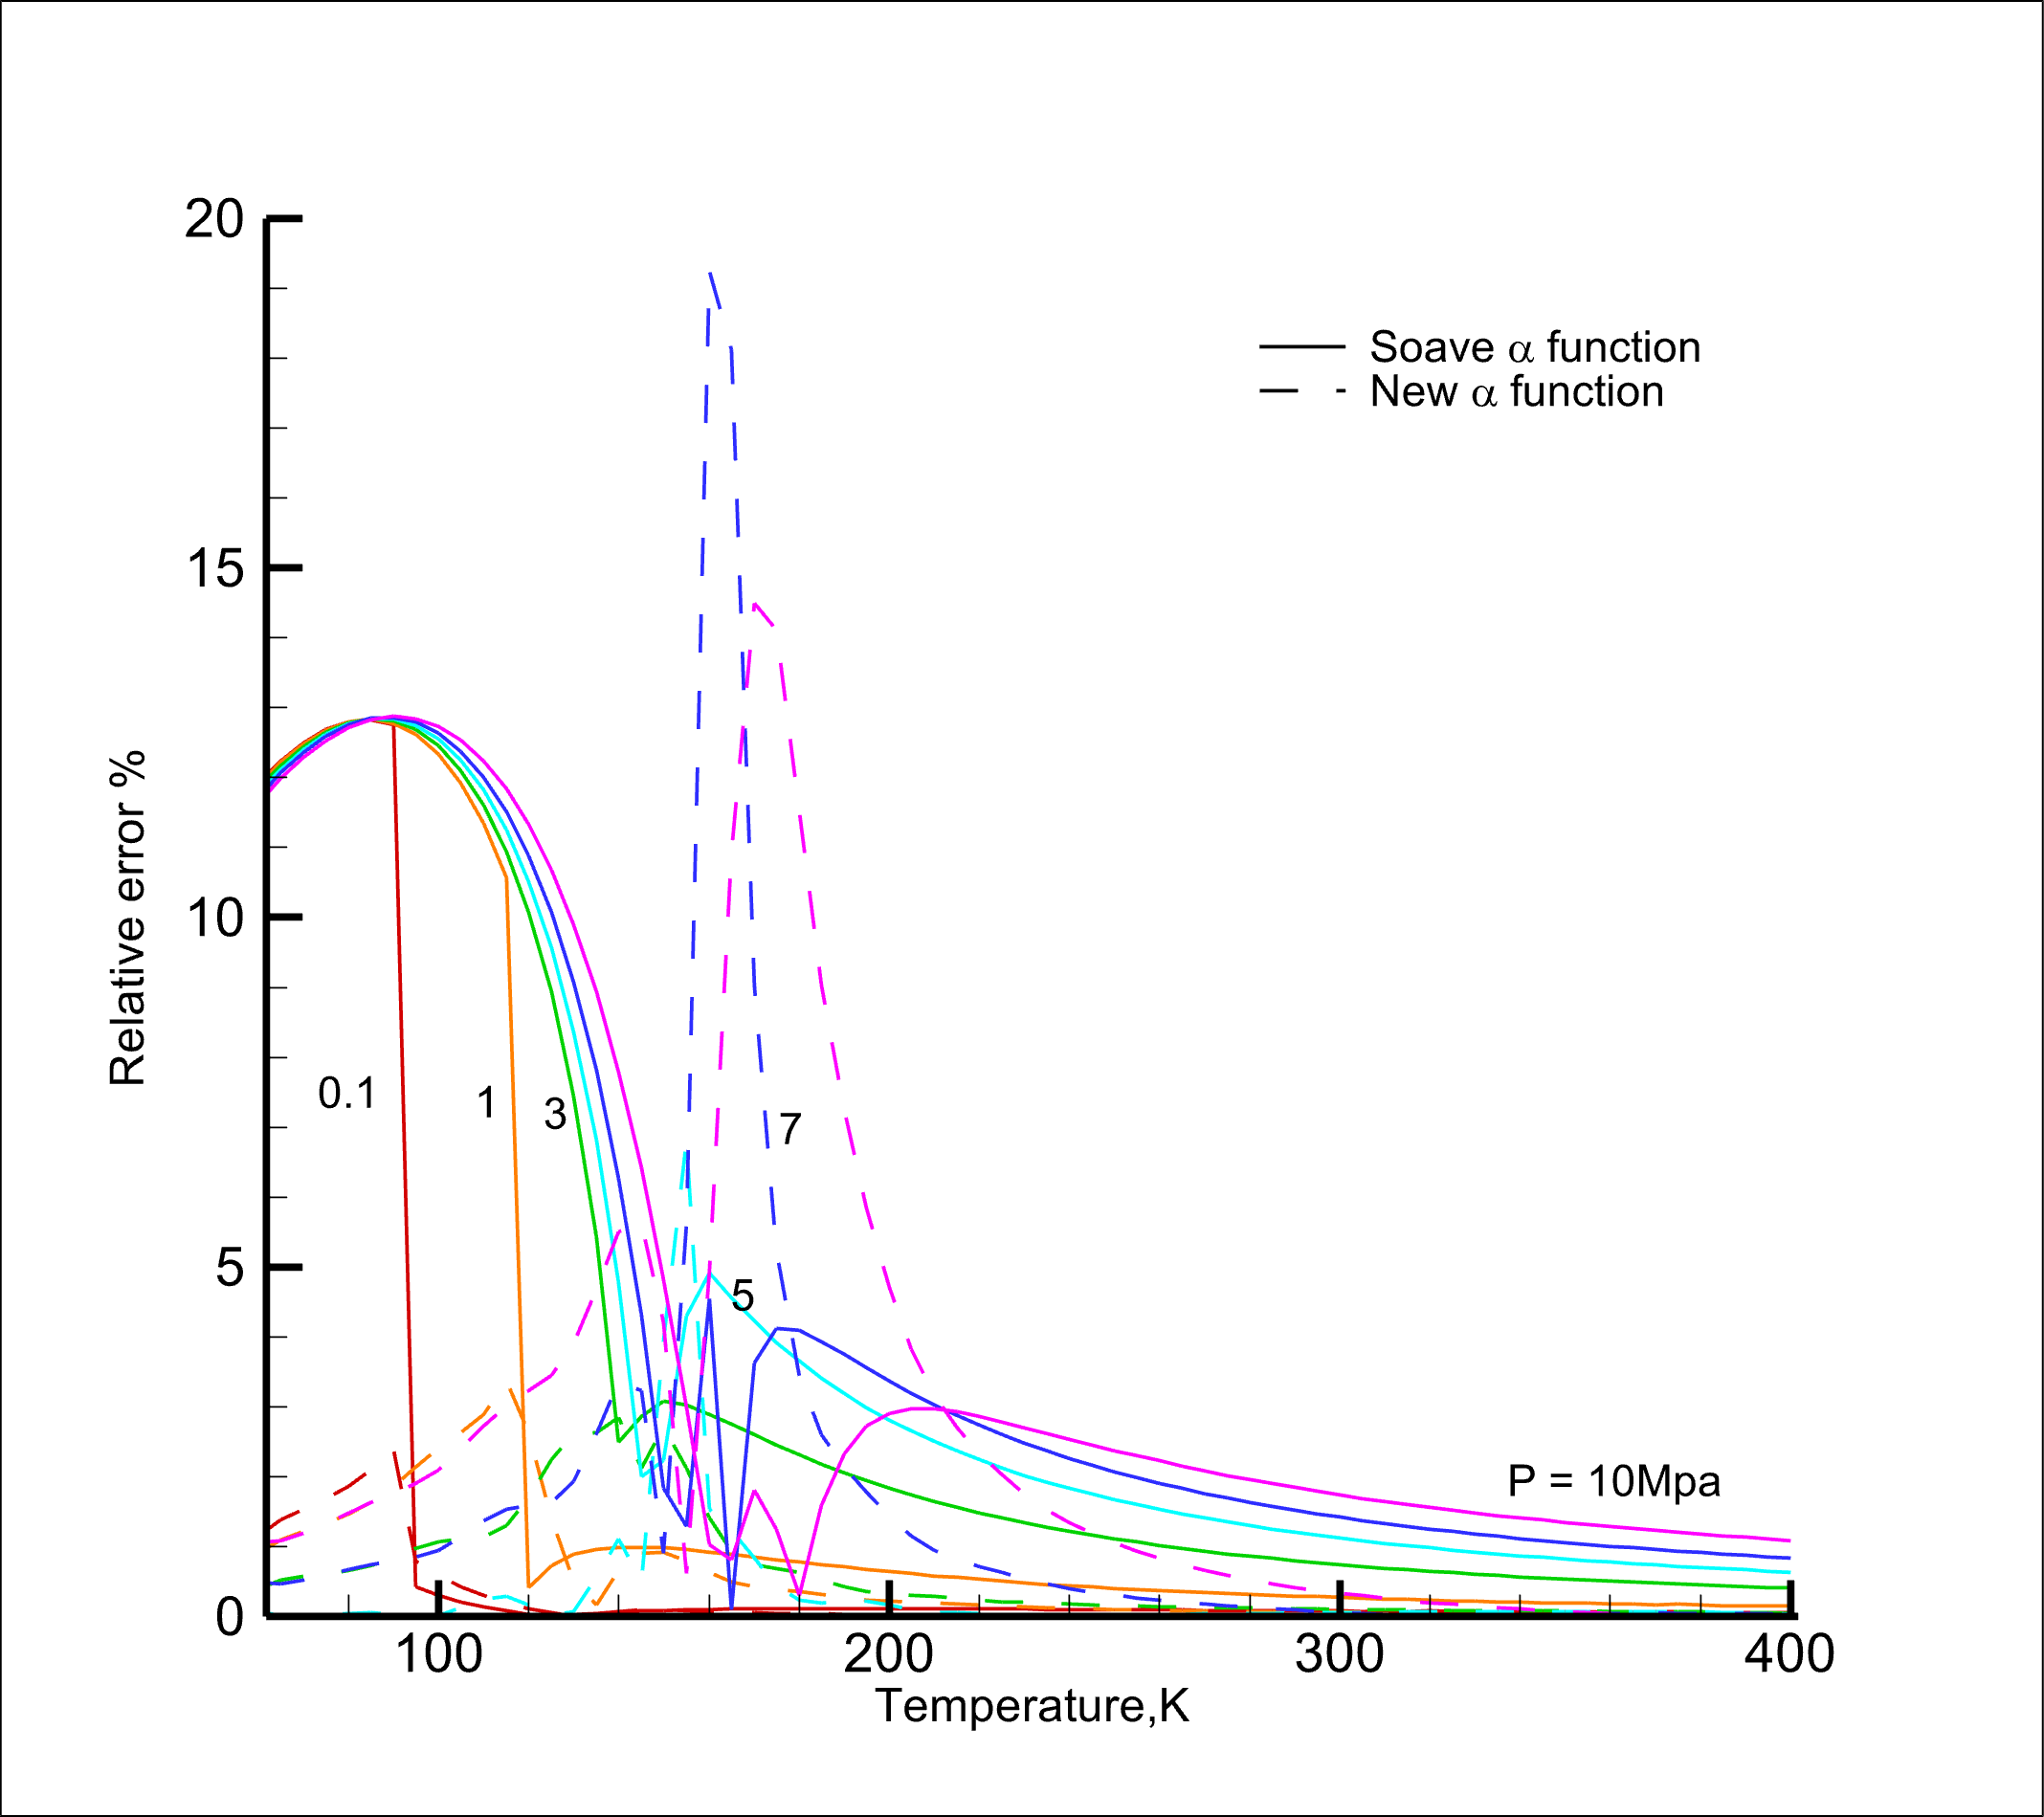 20
Soave α function
New α function
15
Relative error %
10
0.1
1
3
7
5
5
P = 10Mpa
0
100
200
300
400
Temperature,K